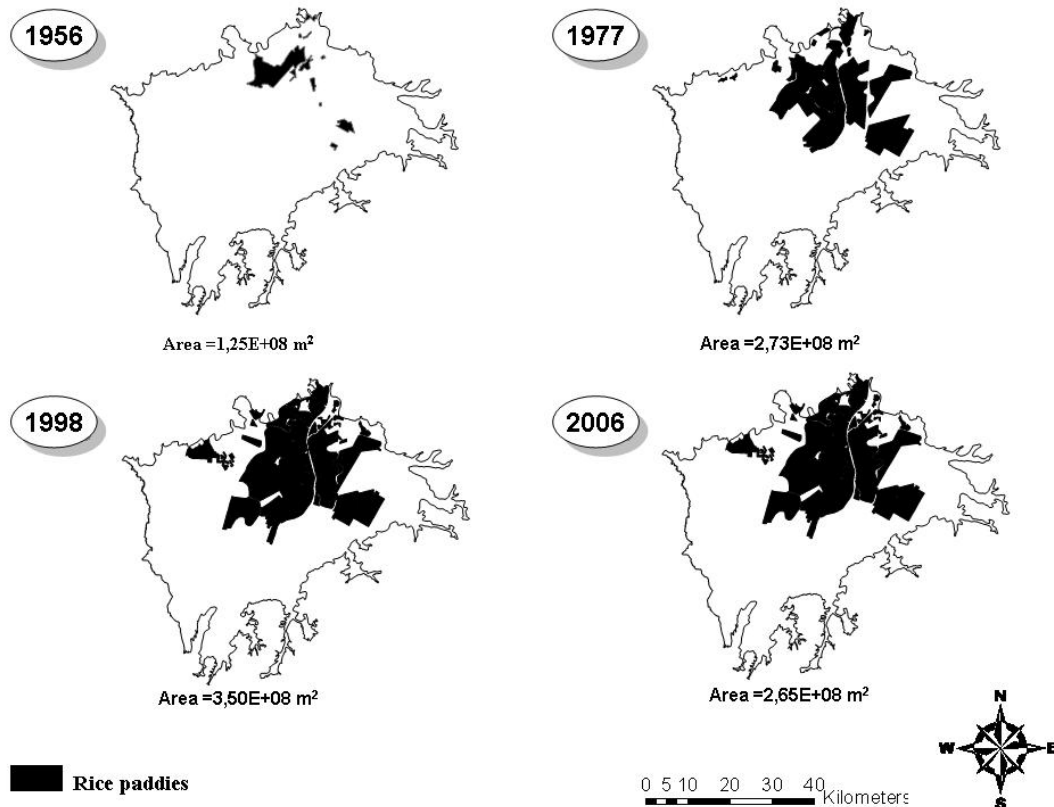 1956
1977
Area =1,25E+08 m²
Area =2,73E+08 m²
1998
2006
Area =3,50E+08 m²
Area =2,65E+08 m²
N
W
E
S
Rice paddies
0 5 10 20 30 40
Kilometers